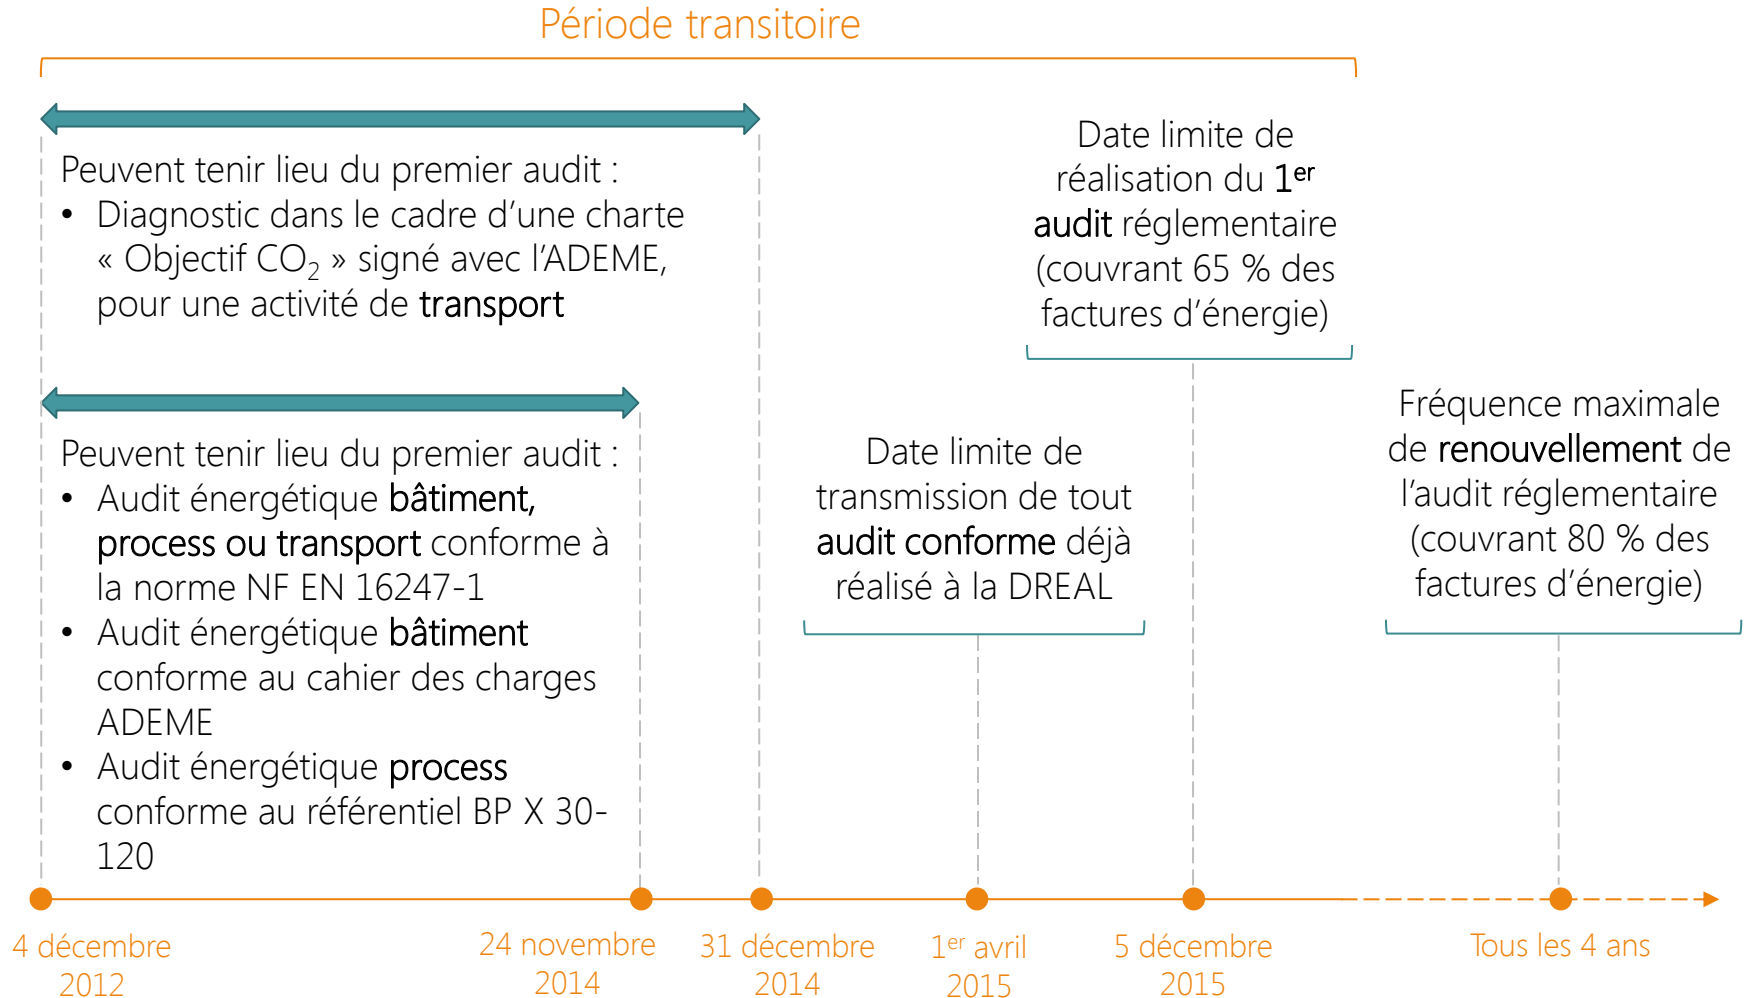 Période transitoire
Peuvent tenir lieu du premier audit :
• Diagnostic dans le cadre d’une charte
« Objectif CO₂ » signé avec l’ADEME,
pour une activité de transport
Peuvent tenir lieu du premier audit :
• Audit énergétique bâtiment,
process ou transport conforme à
la norme NF EN 16247-1
• Audit énergétique bâtiment
conforme au cahier des charges
ADEME
• Audit énergétique process
conforme au référentiel BP X 30-
120
Date limite de
transmission de tout
audit conforme déjà
réalisé à la DREAL
Date limite de
réalisation du 1er
audit réglementaire
(couvrant 65 % des
factures d’énergie)
Fréquence maximale
de renouvellement de
l’audit réglementaire
(couvrant 80 % des
factures d’énergie)
4 décembre
2012
24 novembre
2014
31 décembre
2014
1er avril
2015
5 décembre
2015
Tous les 4 ans